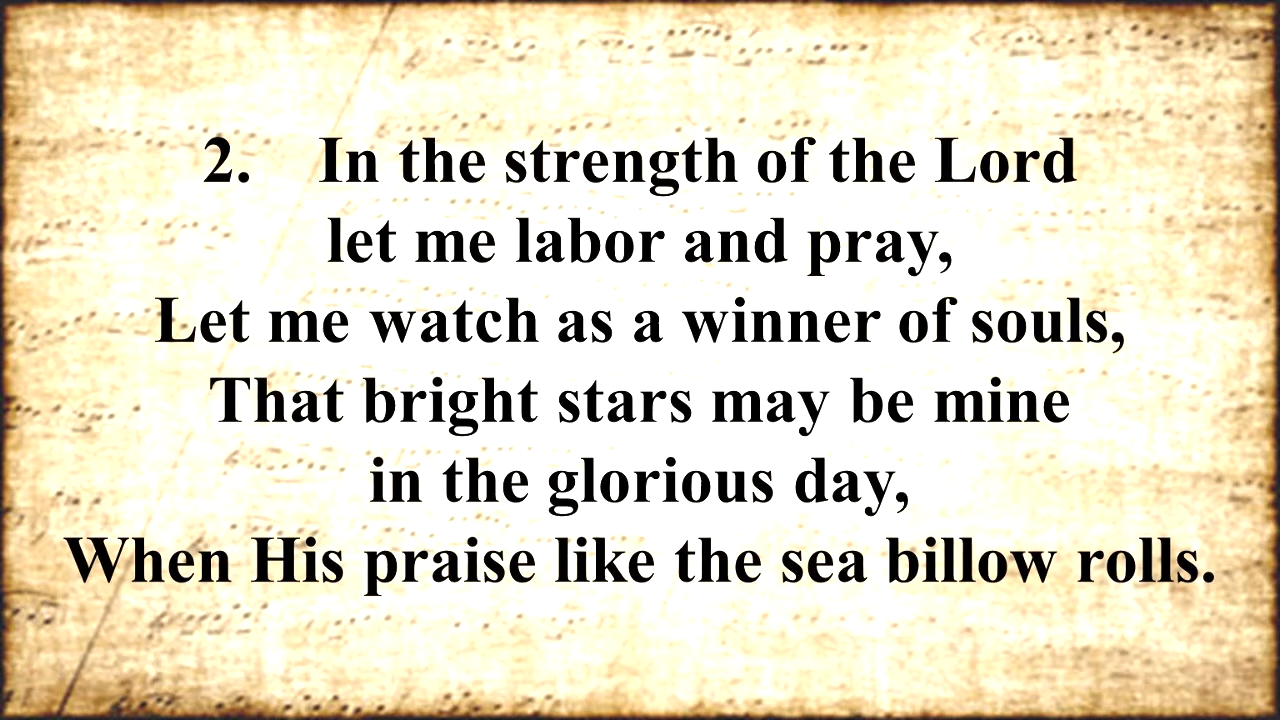 2. In the strength of the Lord
let me labor and pray,
Let me watch as a winner of souls,
That bright stars may be mine
in the glorious day,
When His praise like the sea billow rolls.